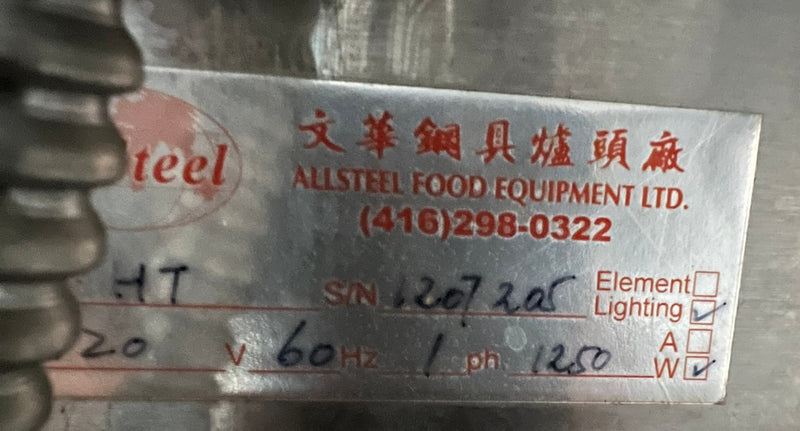 文華鋼具爐頭廠
teel
ALLSTEEL FOOD EQUIPMENT LTD.
(416)298-0322
HT S/N 1207205 Element
Lighting ✓
120 V 60 Hz 1 ph. 1250 A
W ✓